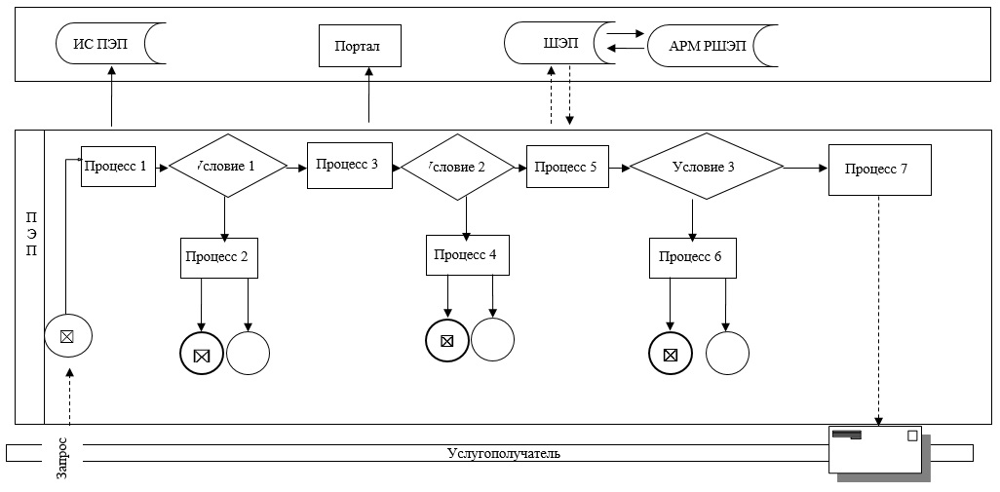 ИС ПЭП
Портал
ШЭП
АРМ РШЭП
ПЭП
Процесс 1
Условие 1
Процесс 3
Условие 2
Процесс 5
Условие 3
Процесс 7
Процесс 2
Процесс 4
Процесс 6
Запрос
Услугополучатель